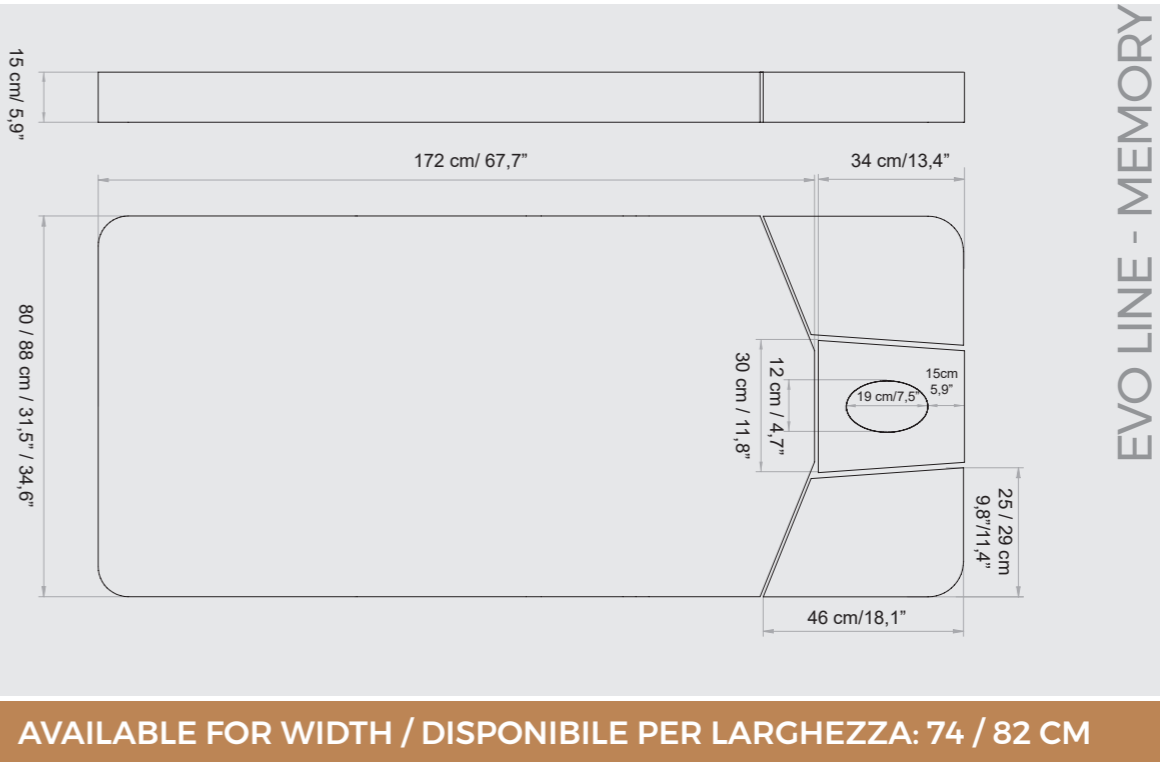 EVO LINE - MEMORY
15 cm/ 5,9”
172 cm/ 67,7”
34 cm/13,4”
80 / 88 cm / 31,5” / 34,6”
30 cm / 11,8”
12 cm / 4,7”
19 cm/7,5”
15cm
5,9”
25 / 29 cm
9,8”/11,4”
46 cm/18,1”
AVAILABLE FOR WIDTH / DISPONIBILE PER LARGHEZZA: 74 / 82 CM